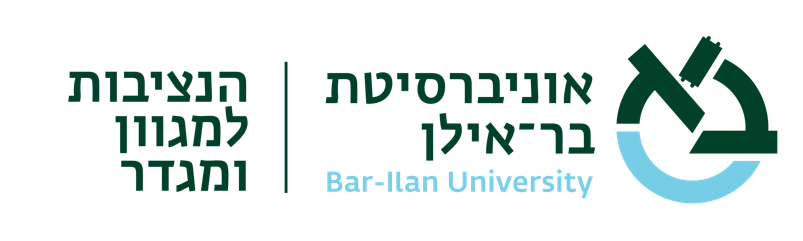 אוניברסיטת
בר־אילן
Bar-Ilan University
הנציבות
למגוון
ומגדר